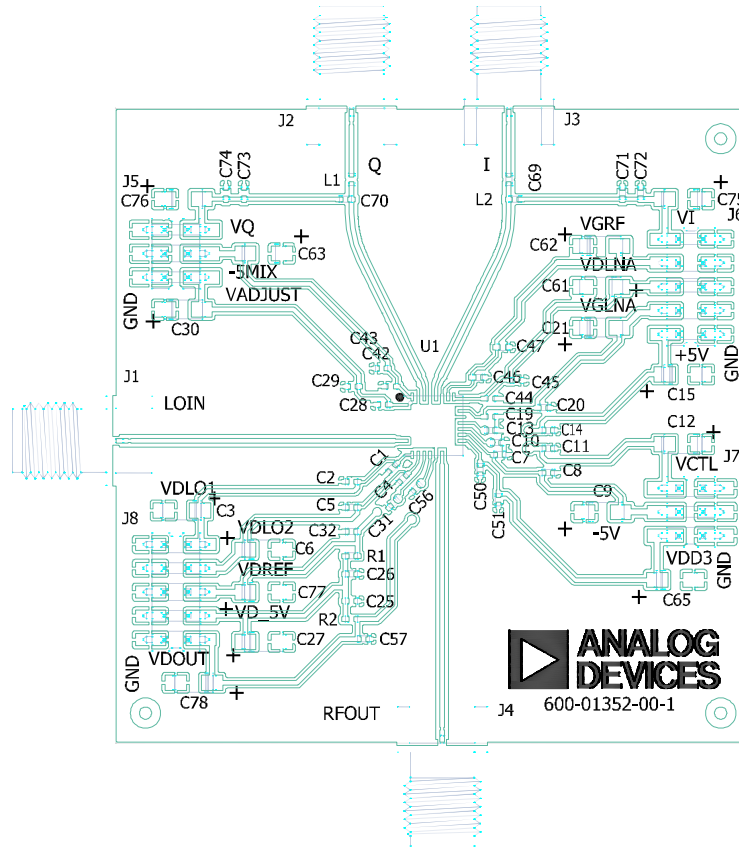 J2
J3
J5
+
C76
C74
C73
L1
Q
C70
I
L2
C69
C71
C72
+
C75
J6
VQ
+
C63
-5MIX
VADJUST
GND
+
C30
VGRF
VI
+
C62
VDLNA
C61
+
VGLNA
C21
+
+5V
GND
C15
+
U1
C43
C42
C29
C28
C47
C46
C45
C44
C19
C20
C13
C14
C10
C11
C7
C8
J1
LOIN
C12
+
J7
VCTL
C9
-5V
+
VDD3
GND
C65
+
C50
C51
C1
C2
C4
C5
C56
C31
C32
VDLO1
+
C3
J8
VDLO2
+
C6
VDREF
C77
+
VD_5V
C27
+
VDOUT
GND
C78
+
R1
C26
C25
R2
C57
RFOUT
J4
ANALOG
DEVICES
600-01352-00-1